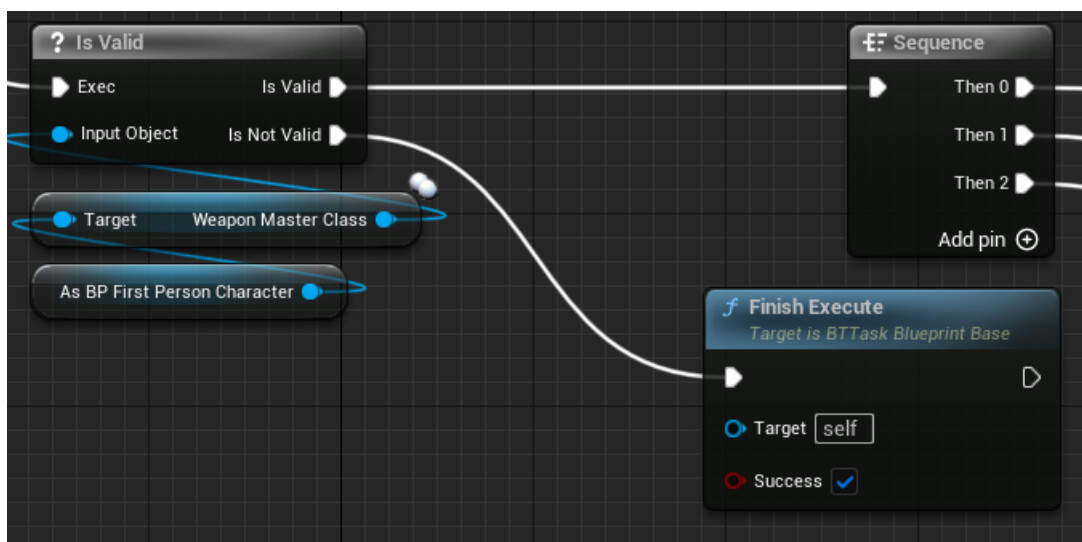 ? Is Valid
Exec Is Valid
Input Object Is Not Valid
Target Weapon Master Class
As BP First Person Character
Sequence
Then 0
Then 1
Then 2
Add pin
f Finish Execute
Target is BTTask Blueprint Base
Target self
Success